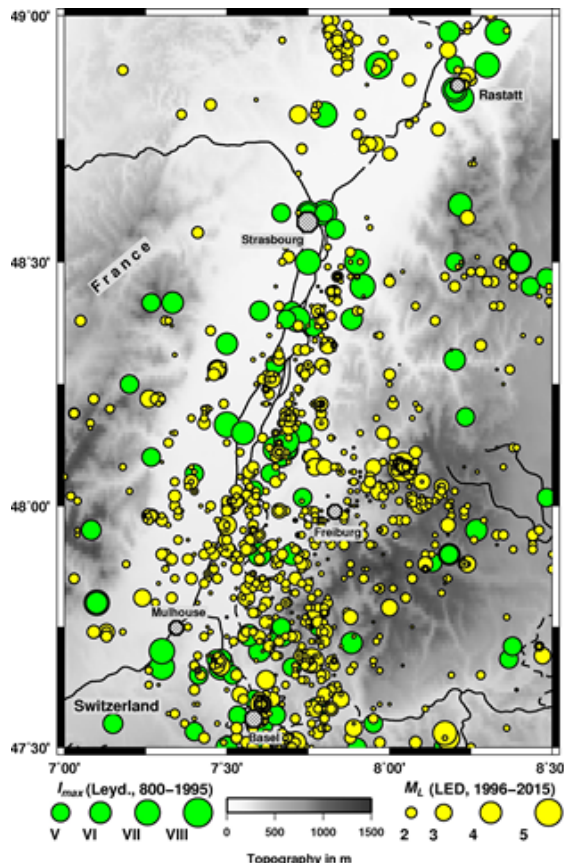 49°00'
Rastatt
Strasbourg
France
48°30'
48°00'
Freiburg
Mulhouse
Switzerland
Basel
47°30'
7°00' 7°30' 8°00' 8°30'
Imax (Leyd., 800–1995) ML (LED, 1996–2015)
V VI VII VIII 0 500 1000 1500 2 3 4 5
Topography in m